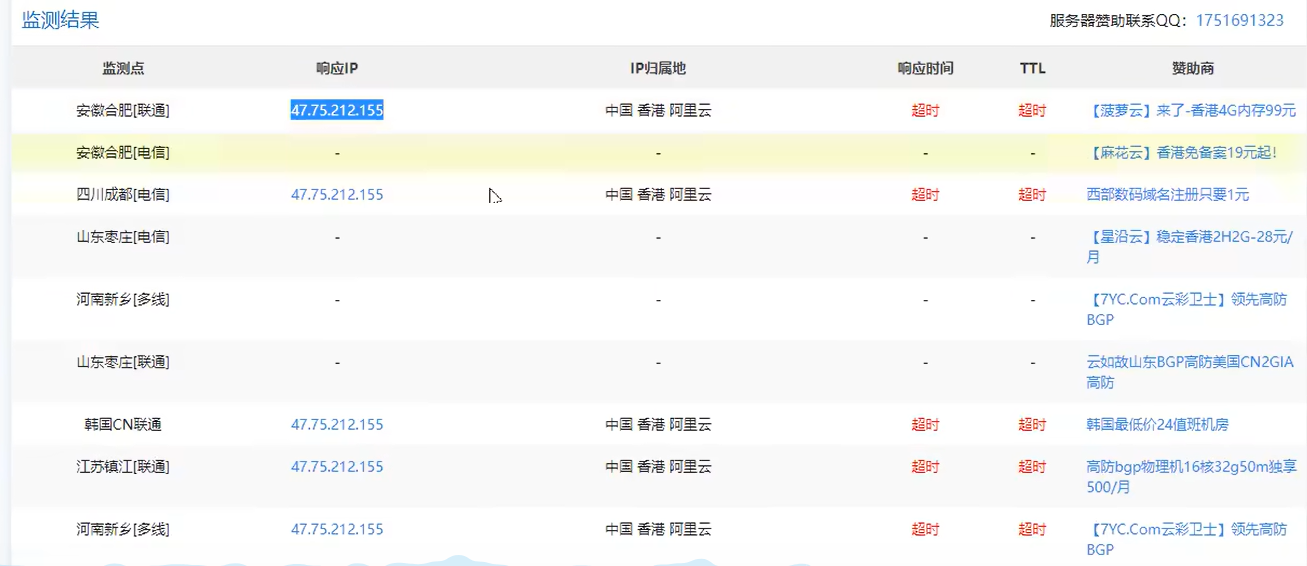 监测结果
服务器赞助联系QQ：1751691323
监测点 响应IP IP归属地 响应时间 TTL 赞助商
安徽合肥[联通] 47.75.212.155 中国 香港 阿里云 超时 超时 【菠萝云】来了-香港4G内存99元
安徽合肥[电信] - - - - 【麻花云】香港免备案19元起!
四川成都[电信] 47.75.212.155 中国 香港 阿里云 超时 超时 西部数码域名注册只要1元
山东枣庄[电信] - - - - 【星沿云】稳定香港2H2G-28元/
月
河南新乡[多线] - - - - 【7YC.Com云彩卫士】领先高防
BGP
山东枣庄[联通] - - - - 云如故山东BGP高防美国CN2GIA
高防
韩国CN联通 47.75.212.155 中国 香港 阿里云 超时 超时 韩国最低价24值班机房
江苏镇江[联通] 47.75.212.155 中国 香港 阿里云 超时 超时 高防bgp物理机16核32g50m独享
500/月
河南新乡[多线] 47.75.212.155 中国 香港 阿里云 超时 超时 【7YC.Com云彩卫士】领先高防
BGP